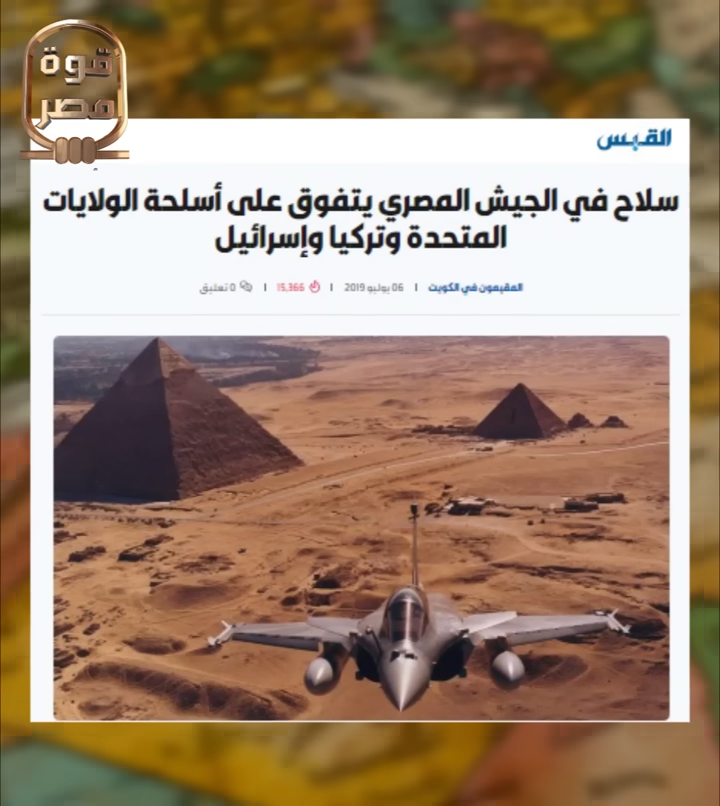 قوة
مصر
القبس
سلاح في الجيش المصري يتفوق على أسلحة الولايات
المتحدة وتركيا وإسرائيل
المقيمون في الكويت | 06 يوليو 2019 | 15,366 | 0 تعليق